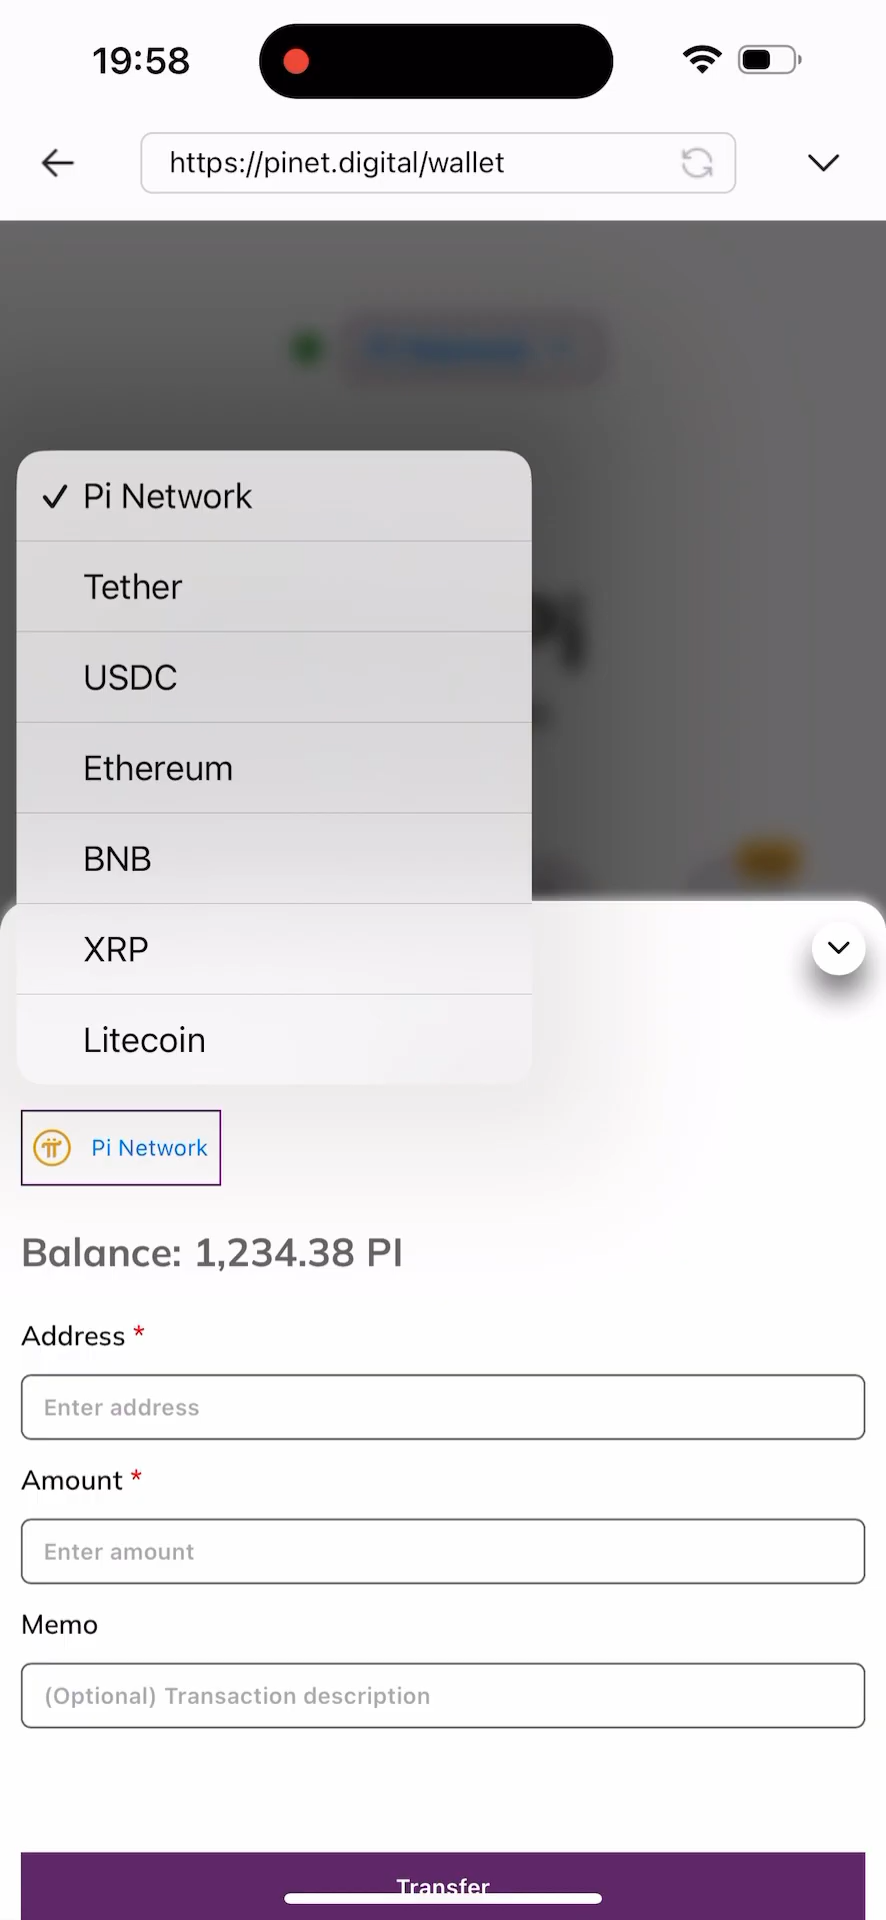 19:58
https://pinet.digital/wallet
Pi Network
Tether
USDC
Ethereum
BNB
XRP
Litecoin
Pi Network
Balance: 1,234.38 PI
Address *
Enter address
Amount *
Enter amount
Memo
(Optional) Transaction description
Transfer